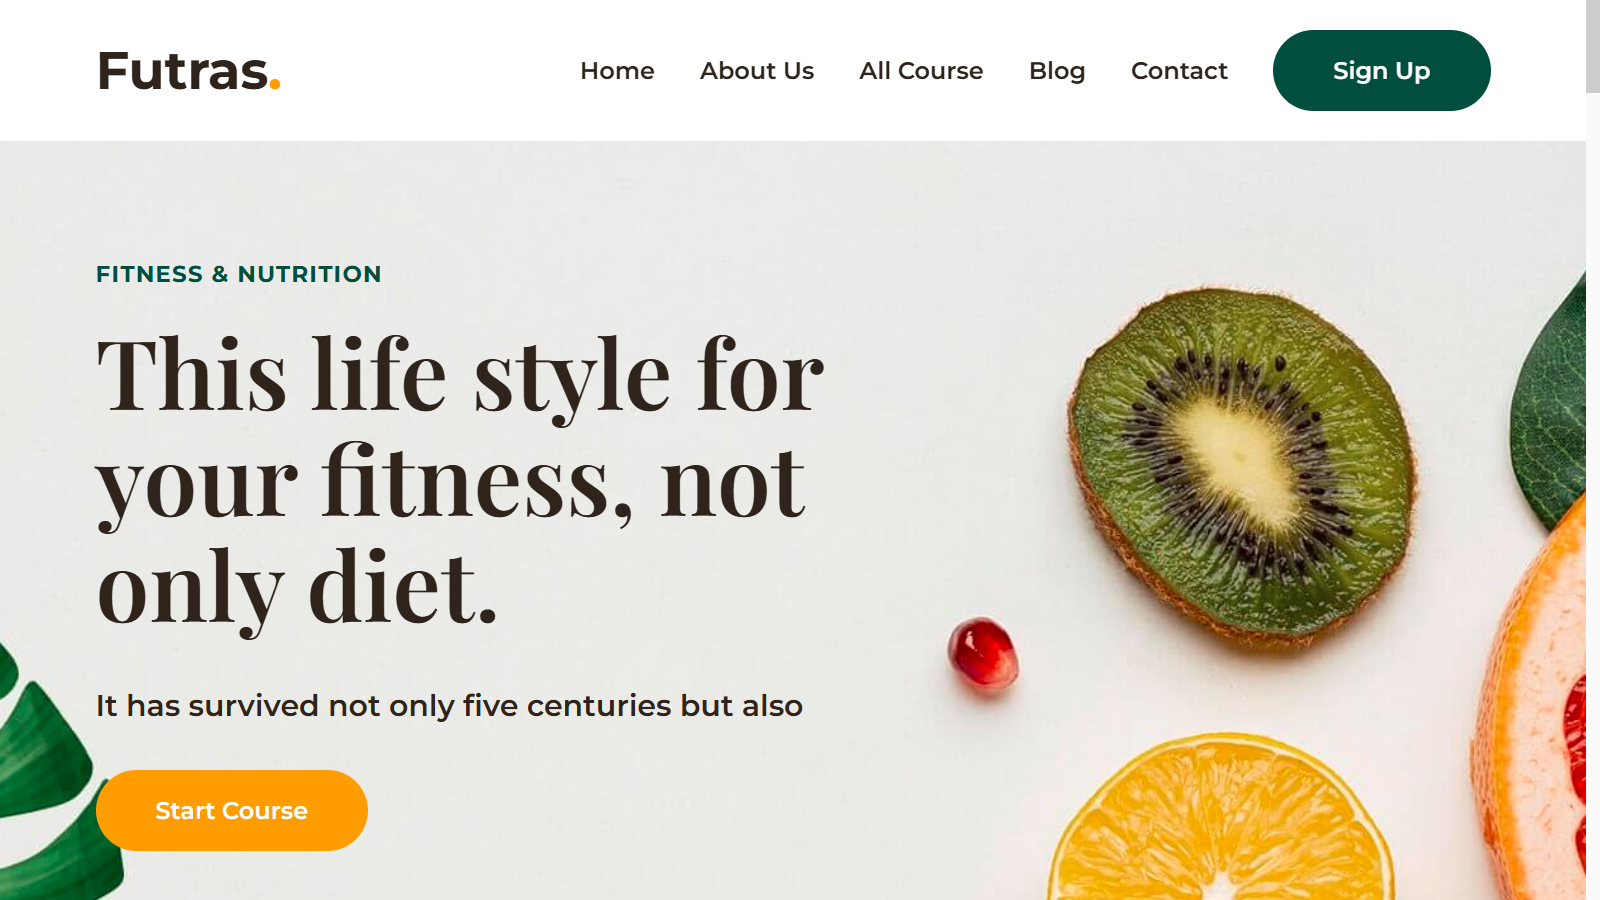 Futras.
Home About Us All Course Blog Contact Sign Up
FITNESS & NUTRITION
This life style for
your fitness, not
only diet.
It has survived not only five centuries but also
Start Course